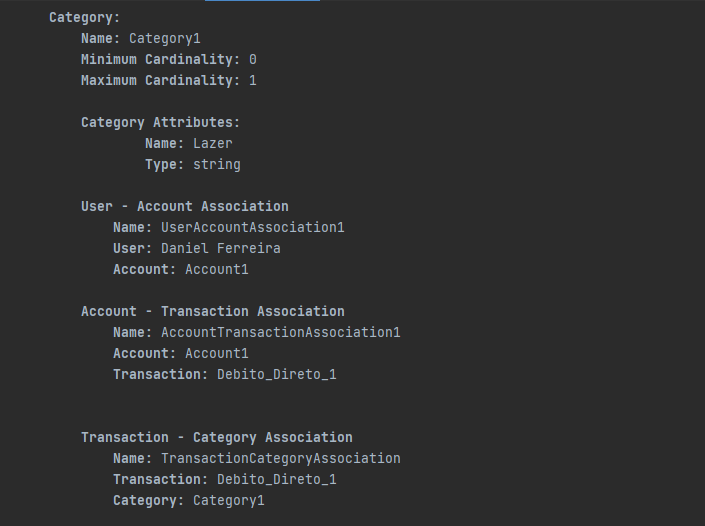 Category:
Name: Category1
Minimum Cardinality: 0
Maximum Cardinality: 1
Category Attributes:
Name: Lazer
Type: string
User - Account Association
Name: UserAccountAssociation1
User: Daniel Ferreira
Account: Account1
Account - Transaction Association
Name: AccountTransactionAssociation1
Account: Account1
Transaction: Debito_Direto_1
Transaction - Category Association
Name: TransactionCategoryAssociation
Transaction: Debito_Direto_1
Category: Category1